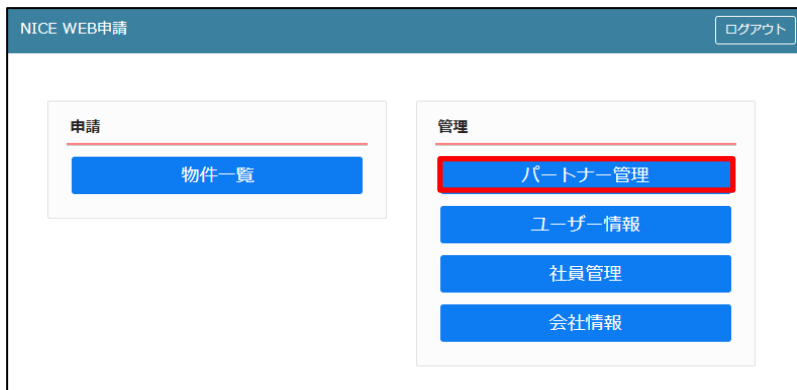 NICE WEB申請
ログアウト
申請
物件一覧
管理
パートナー管理
ユーザー情報
社員管理
会社情報